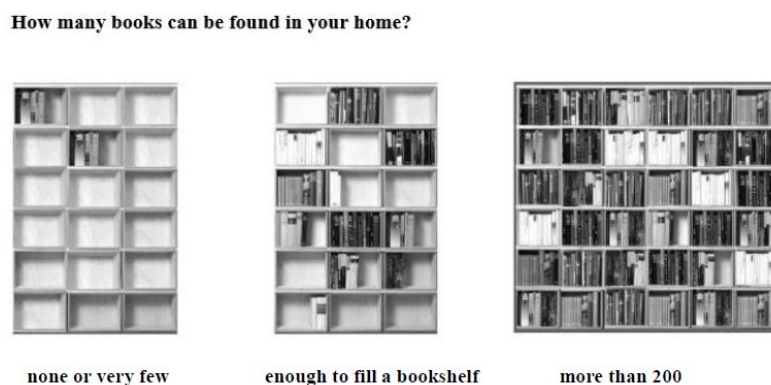 How many books can be found in your home?
none or very few
enough to fill a bookshelf
more than 200